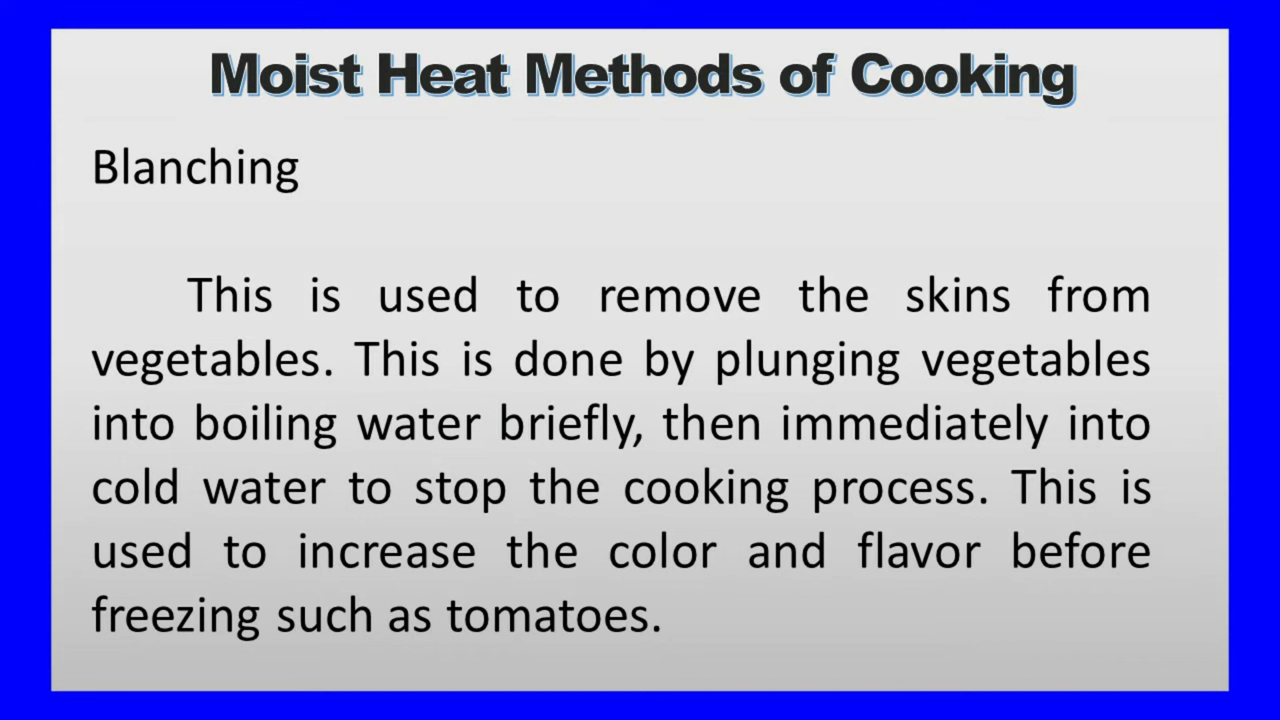 Moist Heat Methods of Cooking
Blanching
This is used to remove the skins from
vegetables. This is done by plunging vegetables
into boiling water briefly, then immediately into
cold water to stop the cooking process. This is
used to increase the color and flavor before
freezing such as tomatoes.